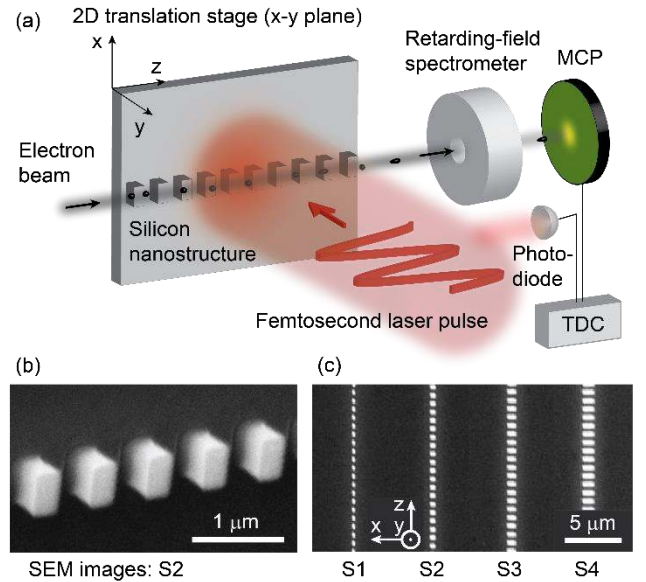 (a)
2D translation stage (x-y plane)
x
z
y
Electron
beam
Silicon
nanostructure
Retarding-field
spectrometer
MCP
Photo-
diode
TDC
Femtosecond laser pulse
(b)
1 μm
SEM images: S2
(c)
z
x
y
5 μm
S1 S2 S3 S4